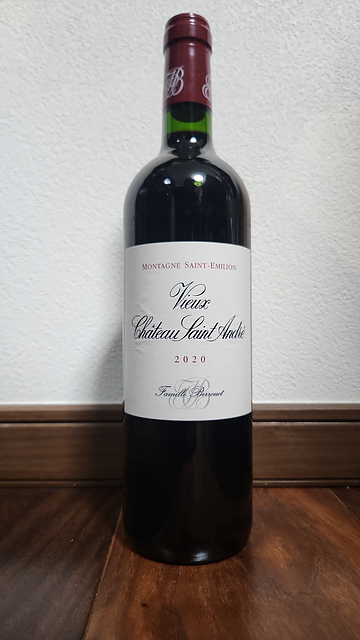 MONTAGNE SAINT-EMILION
Vieux
Château Saint André
2020
Famille Berrouet